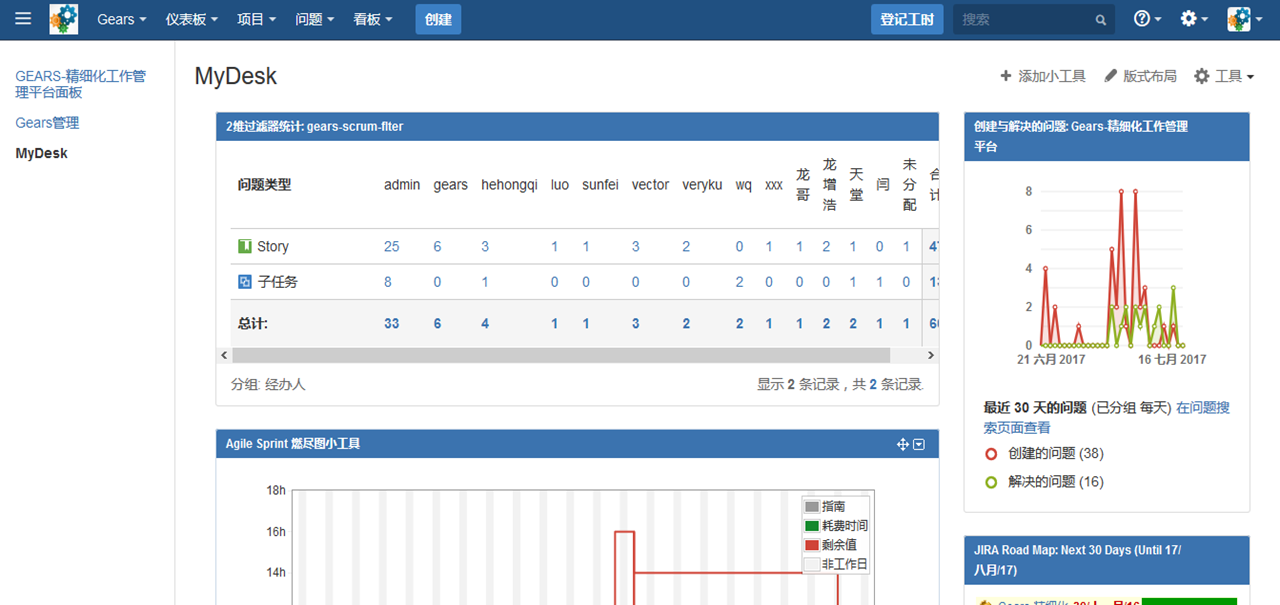 Gears 仪表板 项目 问题 看板 创建 登记工时 搜索
GEARS-精细化工作管
理平台面板
Gears管理
MyDesk
MyDesk
添加小工具 版式布局 工具
2维过滤器统计: gears-scrum-flter
问题类型 admin gears hehongqi luo sunfei vector veryku wq xxx 龙哥 龙增浩 天堂 闫 未分配 合计
Story 25 6 3 1 1 3 2 0 1 1 2 1 0 1
子任务 8 0 1 0 0 0 0 2 0 0 0 1 1 0
总计: 33 6 4 1 1 3 2 2 1 1 2 2 1 1
分组: 经办人
显示 2 条记录，共 2 条记录.
Agile Sprint 燃尽图小工具
18h
16h
14h
指南
耗费时间
剩余值
非工作日
创建与解决的问题: Gears-精细化工作管理
平台
8
6
4
2
0
21 六月 2017 16 七月 2017
最近 30 天的问题 (已分组 每天) 在问题搜
索页面查看
创建的问题 (38)
解决的问题 (16)
JIRA Road Map: Next 30 Days (Until 17/
八月/17)